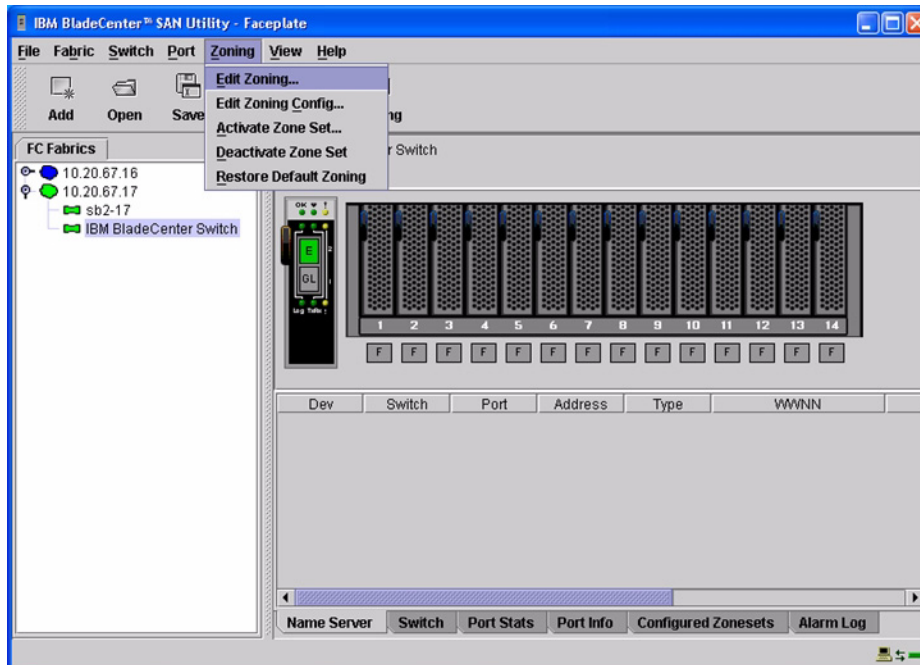 IBM BladeCenter™ SAN Utility - Faceplate
File Fabric Switch Port Zoning View Help
Add Open Save ng
Edit Zoning...
Edit Zoning Config...
Activate Zone Set...
Deactivate Zone Set
Restore Default Zoning
FC Fabrics
r Switch
10.20.67.16
10.20.67.17
sb2-17
IBM BladeCenter Switch
OK
E 2
GL 1
1 2 3 4 5 6 7 8 9 10 11 12 13 14
F F F F F F F F F F F F F F
Dev Switch Port Address Type WWNN
Name Server Switch Port Stats Port Info Configured Zonesets Alarm Log